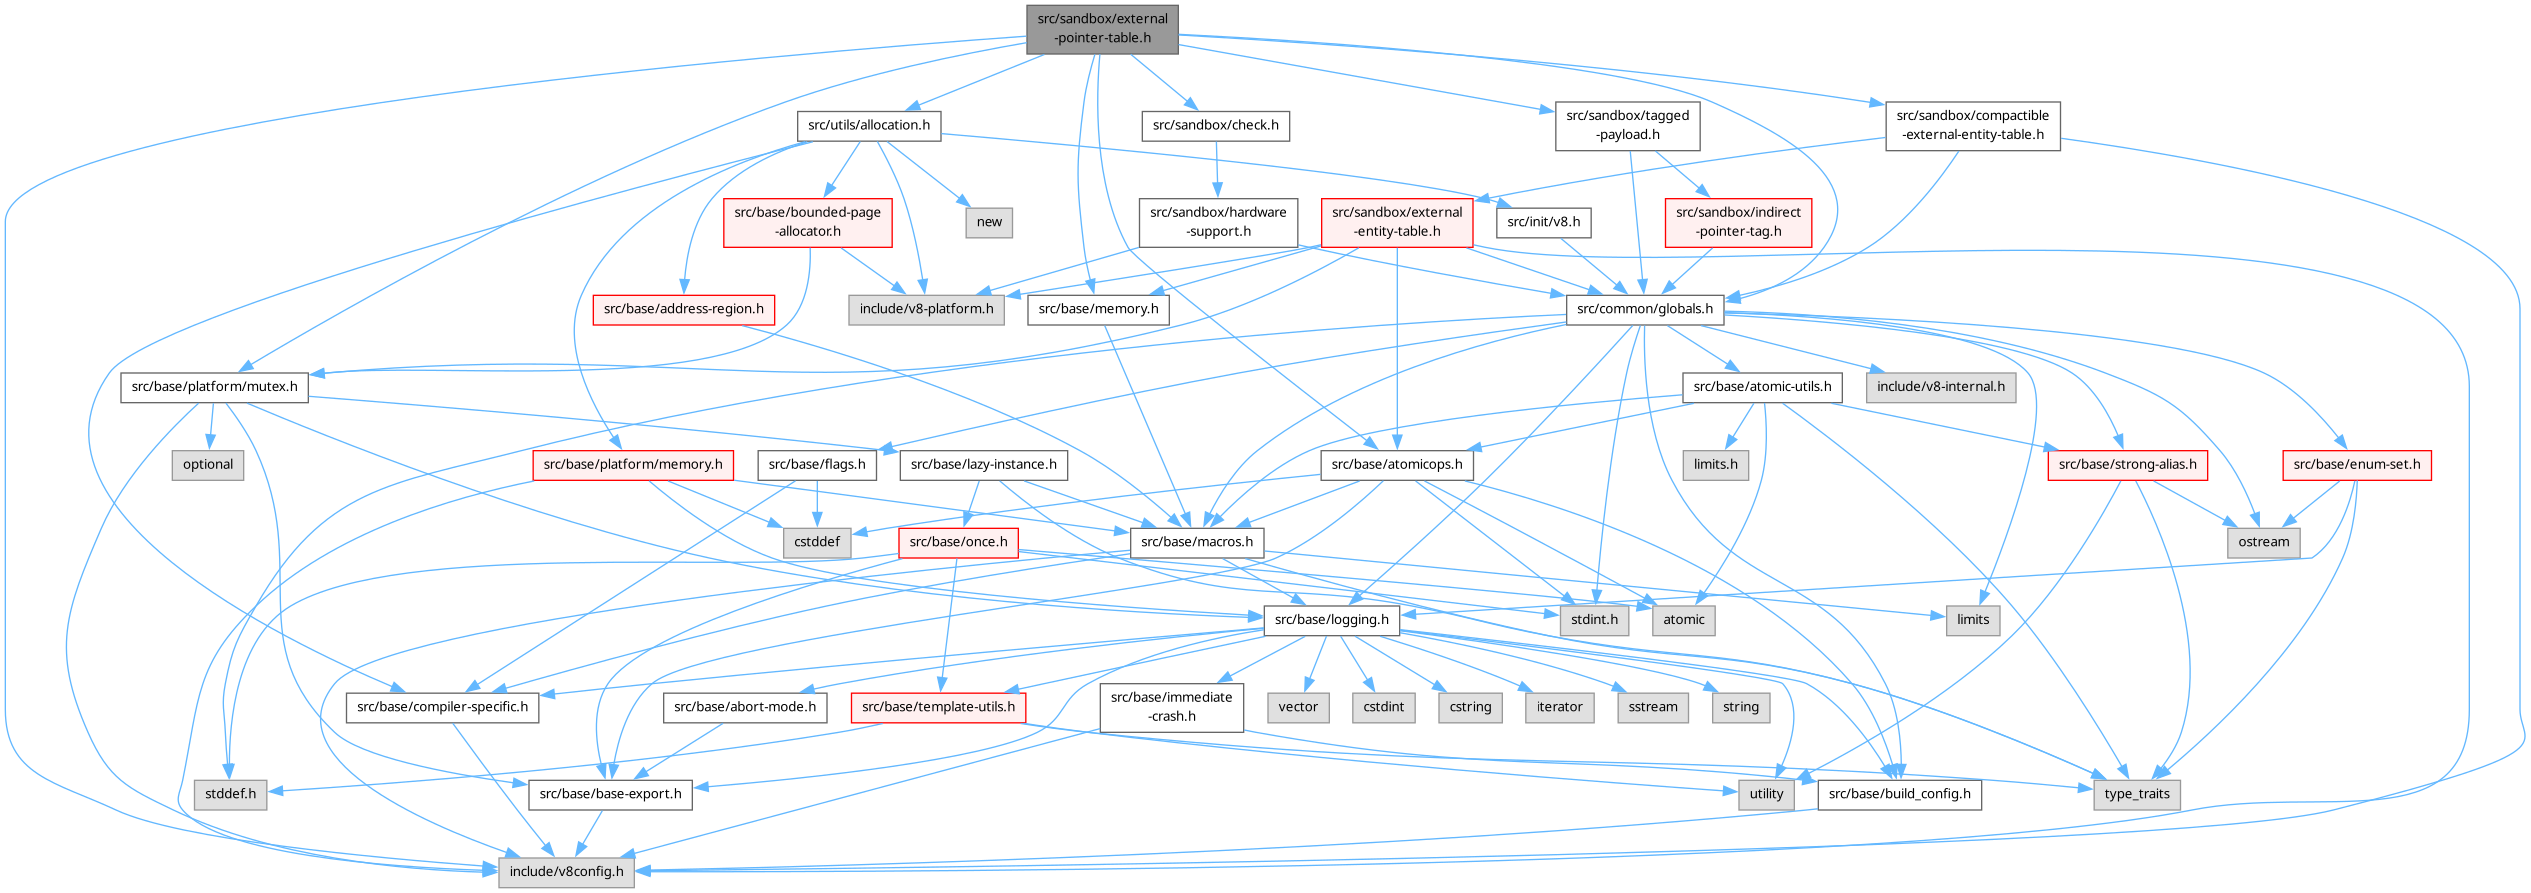 src/sandbox/external
-pointer-table.h
src/utils/allocation.h
src/sandbox/check.h
src/sandbox/tagged
-payload.h
src/sandbox/compactible
-external-entity-table.h
src/base/bounded-page
-allocator.h
new
src/sandbox/hardware
-support.h
src/sandbox/external
-entity-table.h
src/init/v8.h
src/sandbox/indirect
-pointer-tag.h
src/base/address-region.h
include/v8-platform.h
src/base/memory.h
src/common/globals.h
src/base/platform/mutex.h
src/base/atomic-utils.h
include/v8-internal.h
optional
src/base/platform/memory.h
src/base/flags.h
src/base/lazy-instance.h
src/base/atomicops.h
limits.h
src/base/strong-alias.h
src/base/enum-set.h
cstddef
src/base/once.h
src/base/macros.h
ostream
src/base/logging.h
stdint.h
atomic
limits
src/base/compiler-specific.h
src/base/abort-mode.h
src/base/template-utils.h
src/base/immediate
-crash.h
vector
cstdint
cstring
iterator
sstream
string
stddef.h
src/base/base-export.h
utility
src/base/build_config.h
type_traits
include/v8config.h